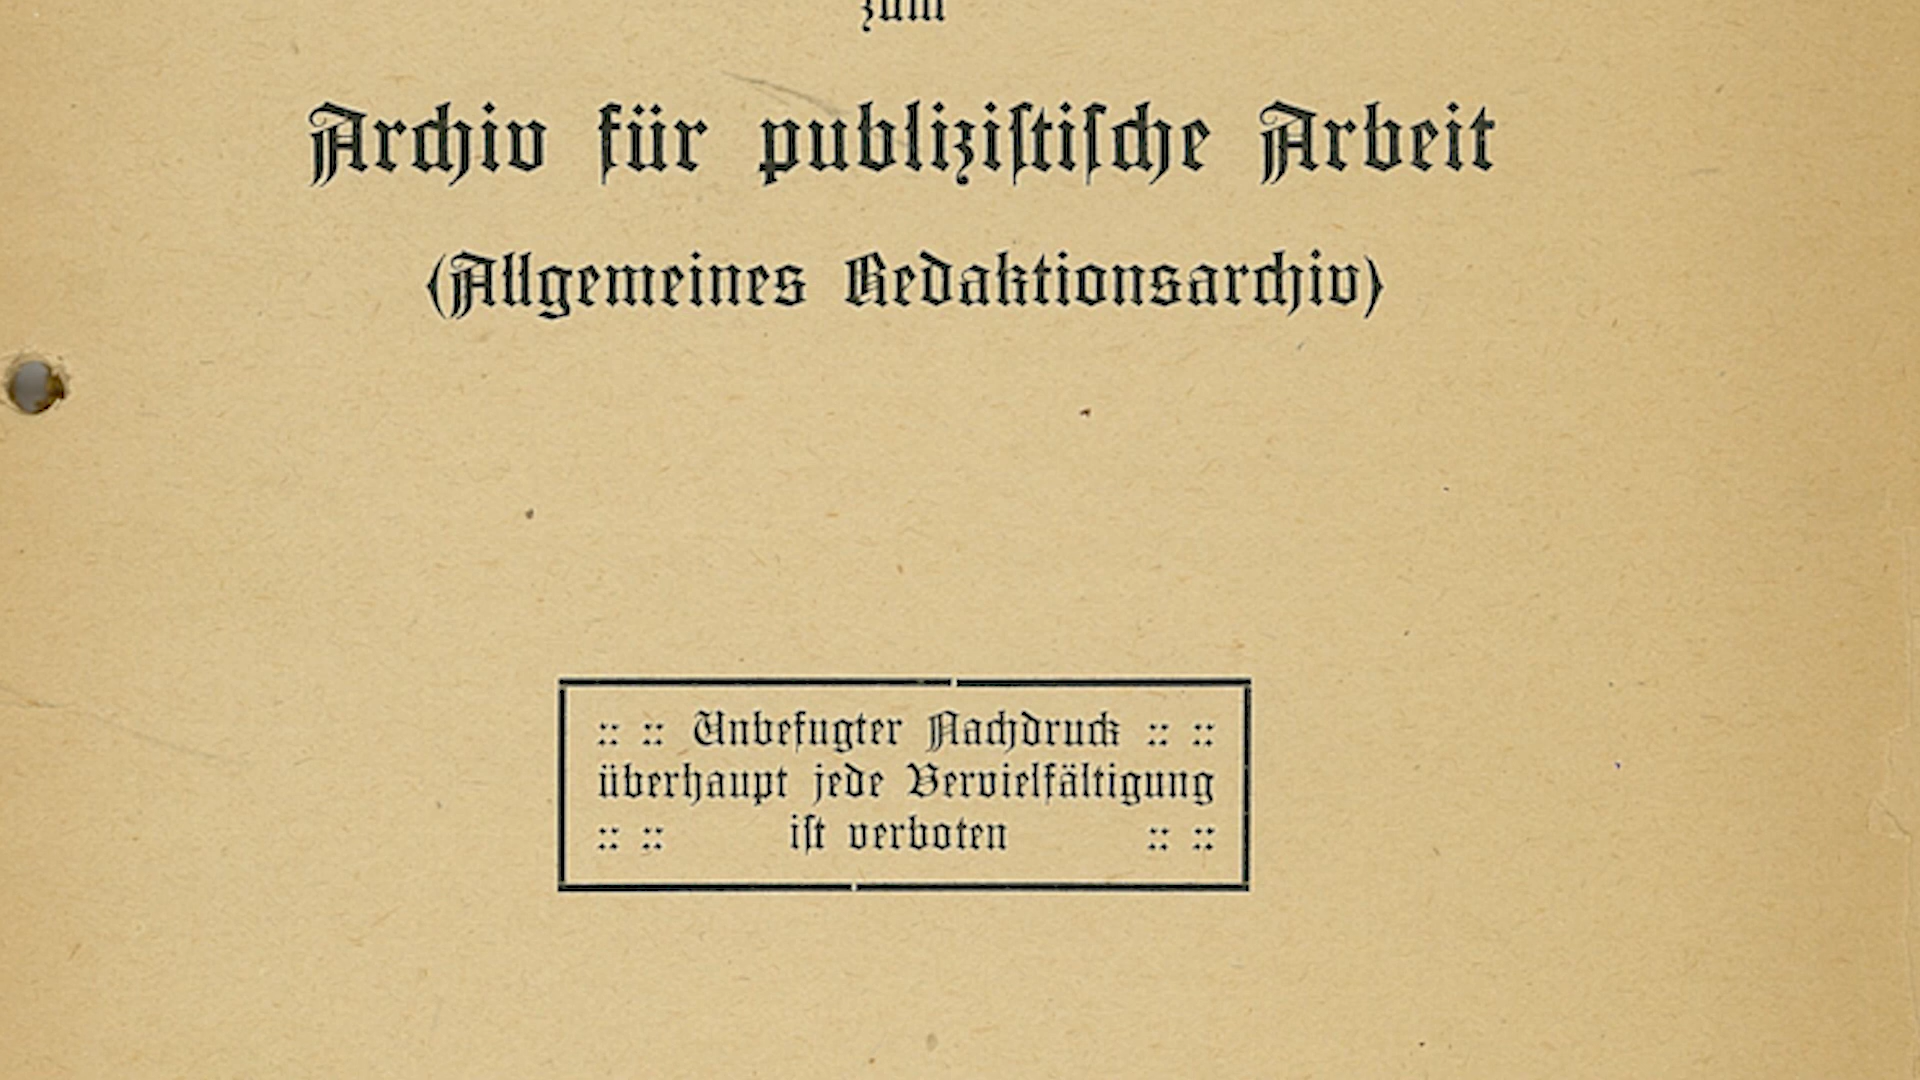 zum
Archiv für publiziſtiſche Arbeit
(Allgemeines Redaktionsarchiv)
:: :: Unbefugter Nachdruck :: ::
überhaupt jede Vervielfältigung
:: :: iſt verboten :: ::